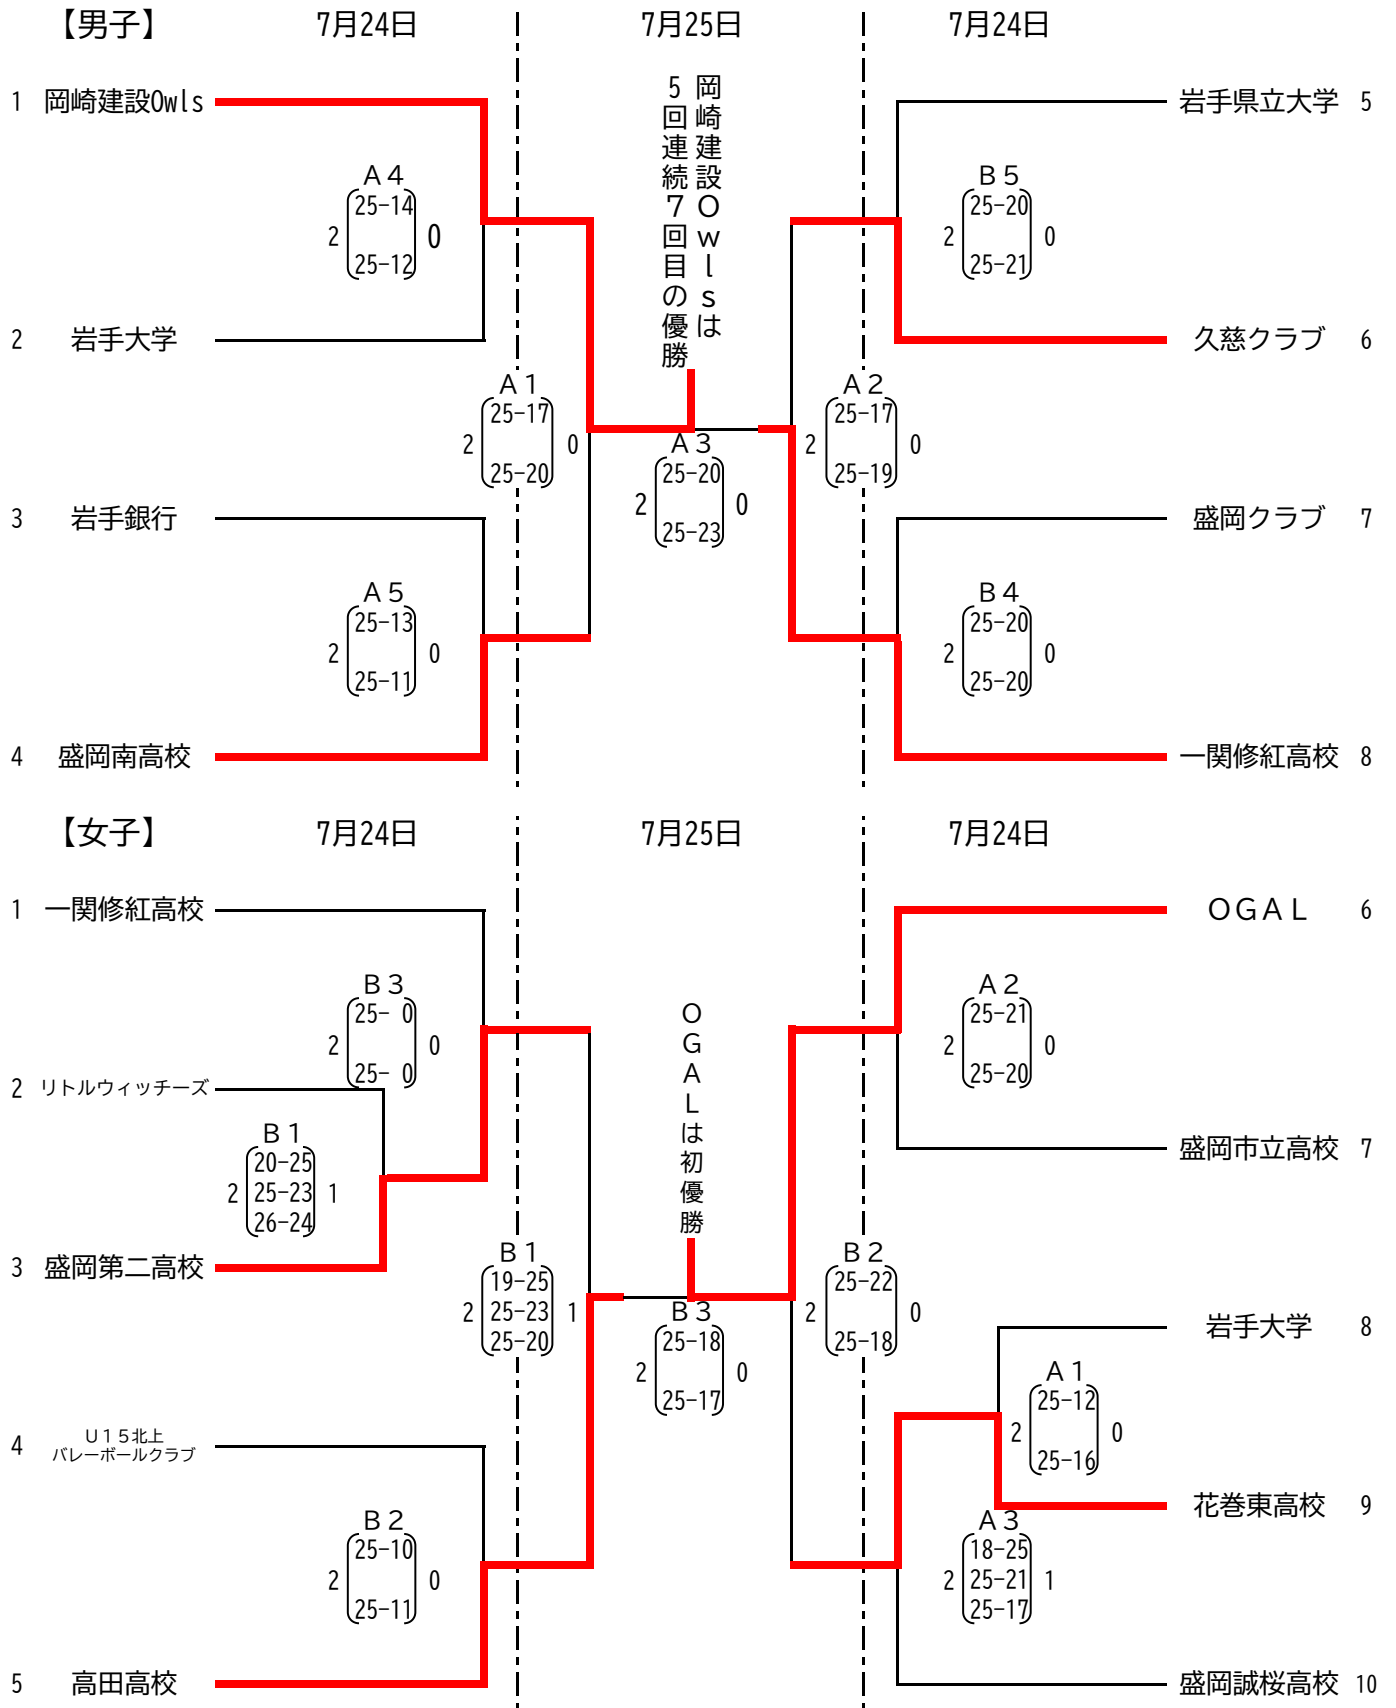 【男子】 7月24日 7月25日 7月24日
1 岡崎建設Owls
岩手県立大学 5
岡崎建設Owlsは
5回連続7回目の優勝
A4
25-14
2 0
25-12
B5
25-20
2 0
25-21
2 岩手大学
久慈クラブ 6
A1
25-17
2 0
25-20
A2
25-17
2 0
25-19
A3
25-20
2 0
25-23
3 岩手銀行
盛岡クラブ 7
A5
25-13
2 0
25-11
B4
25-20
2 0
25-20
4 盛岡南高校
一関修紅高校 8
【女子】 7月24日 7月25日 7月24日
1 一関修紅高校
OGAL 6
B3
25- 0
2 0
25- 0
A2
25-21
2 0
25-20
OGALは初優勝
2 リトルウィッチーズ
盛岡市立高校 7
B1
20-25
2 25-23 1
26-24
3 盛岡第二高校
B1
19-25
2 25-23 1
25-20
B2
25-22
2 0
25-18
B3
25-18
2 0
25-17
岩手大学 8
A1
25-12
2 0
25-16
4 U15北上
バレーボールクラブ
花巻東高校 9
B2
25-10
2 0
25-11
A3
18-25
2 25-21 1
25-17
5 高田高校
盛岡誠桜高校 10